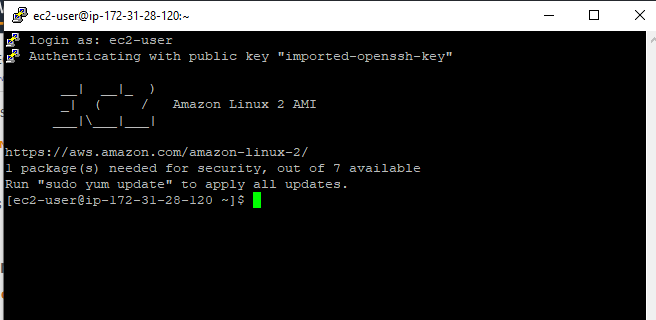 ec2-user@ip-172-31-28-120:~
login as: ec2-user
Authenticating with public key "imported-openssh-key"
       __|  __|_  )
       _|  (     /   Amazon Linux 2 AMI
      ___|\___|___|
https://aws.amazon.com/amazon-linux-2/
1 package(s) needed for security, out of 7 available
Run "sudo yum update" to apply all updates.
[ec2-user@ip-172-31-28-120 ~]$